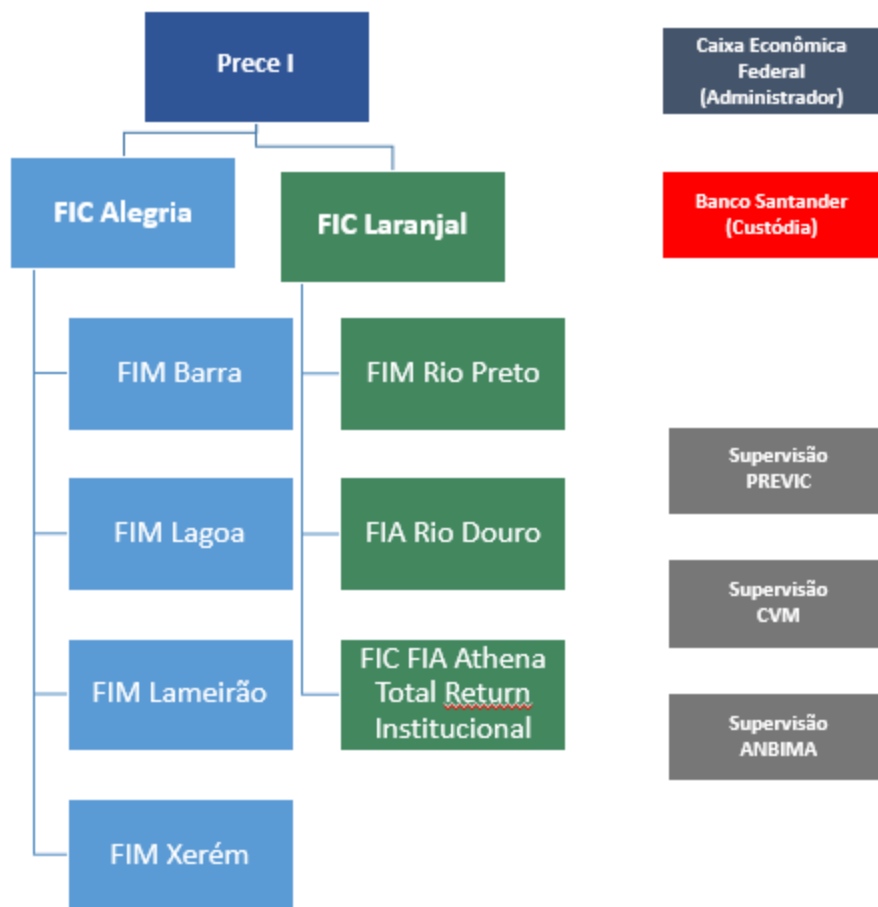 Prece I
FIC Alegria
FIM Barra
FIM Lagoa
FIM Lameirão
FIM Xerém
FIC Laranjal
FIM Rio Preto
FIA Rio Douro
FIC FIA Athena
Total Return
Institucional
Caixa Econômica
Federal
(Administrador)
Banco Santander
(Custódia)
Supervisão
PREVIC
Supervisão
CVM
Supervisão
ANBIMA